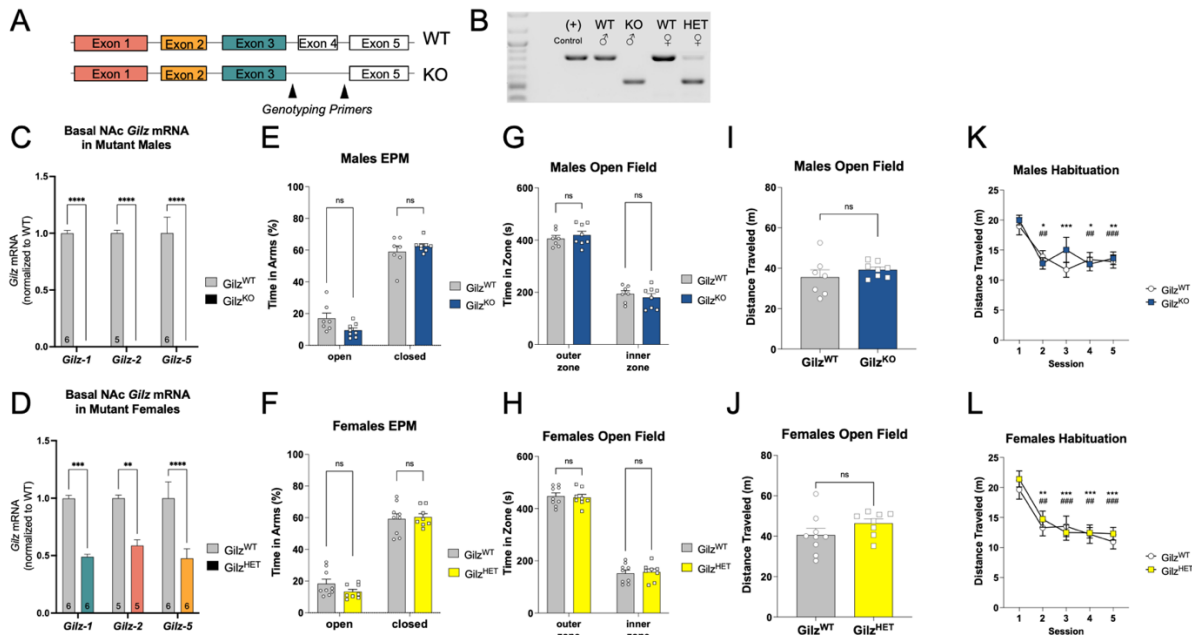 A
Exon 1 Exon 2 Exon 3 Exon 4 Exon 5 WT
Exon 1 Exon 2 Exon 3 Exon 5 KO
Genotyping Primers
B
(+) WT KO WT HET
Control ♂ ♂ ♀ ♀
C
Basal NAc Gilz mRNA
in Mutant Males
Gilz mRNA
(normalized to WT)
1.5
1.0
0.5
0.0
**** **** ****
6 5 6
Gilz-1 Gilz-2 Gilz-5
GilzWT
GilzKO
E
Males EPM
Time in Arms (%)
100
80
60
40
20
0
ns ns
open closed
GilzWT
GilzKO
G
Males Open Field
Time in Zone (s)
600
400
200
0
ns
ns
outer inner
zone zone
GilzWT
GilzKO
I
Males Open Field
Distance Traveled (m)
60
40
20
0
ns
GilzWT GilzKO
K
Males Habituation
Distance Traveled (m)
25
20
15
10
5
0
* *** * **
## ## ###
1 2 3 4 5
Session
GilzWT
GilzKO
D
Basal NAc Gilz mRNA
in Mutant Females
Gilz mRNA
(normalized to WT)
1.5
1.0
0.5
0.0
*** ** ****
6 6 5 5 6 6
Gilz-1 Gilz-2 Gilz-5
GilzWT
GilzHET
F
Females EPM
Time in Arms (%)
100
80
60
40
20
0
ns ns
open closed
GilzWT
GilzHET
H
Females Open Field
Time in Zone (s)
600
400
200
0
ns
ns
outer inner
GilzWT
GilzHET
J
Females Open Field
Distance Traveled (m)
80
60
40
20
0
ns
GilzWT GilzHET
L
Females Habituation
Distance Traveled (m)
25
20
15
10
5
0
** *** *** ***
## ### ## ###
1 2 3 4 5
Session
GilzWT
GilzHET